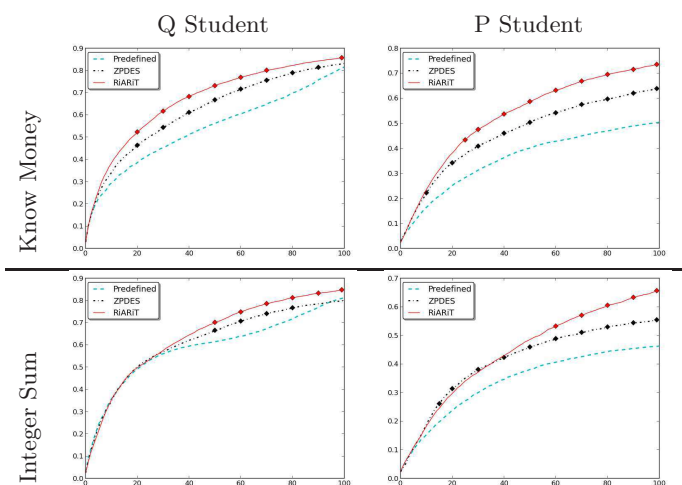 Q Student
P Student
Know Money
0.9
0.8
0.7
0.6
0.5
0.4
0.3
0.2
0.1
0.0
0 20 40 60 80 100
Predefined
ZPDES
RiARiT
0.8
0.7
0.6
0.5
0.4
0.3
0.2
0.1
0.0
0 20 40 60 80 100
Predefined
ZPDES
RiARiT
Integer Sum
0.9
0.8
0.7
0.6
0.5
0.4
0.3
0.2
0.1
0.0
0 20 40 60 80 100
Predefined
ZPDES
RiARiT
0.7
0.6
0.5
0.4
0.3
0.2
0.1
0.0
0 20 40 60 80 100
Predefined
ZPDES
RiARiT